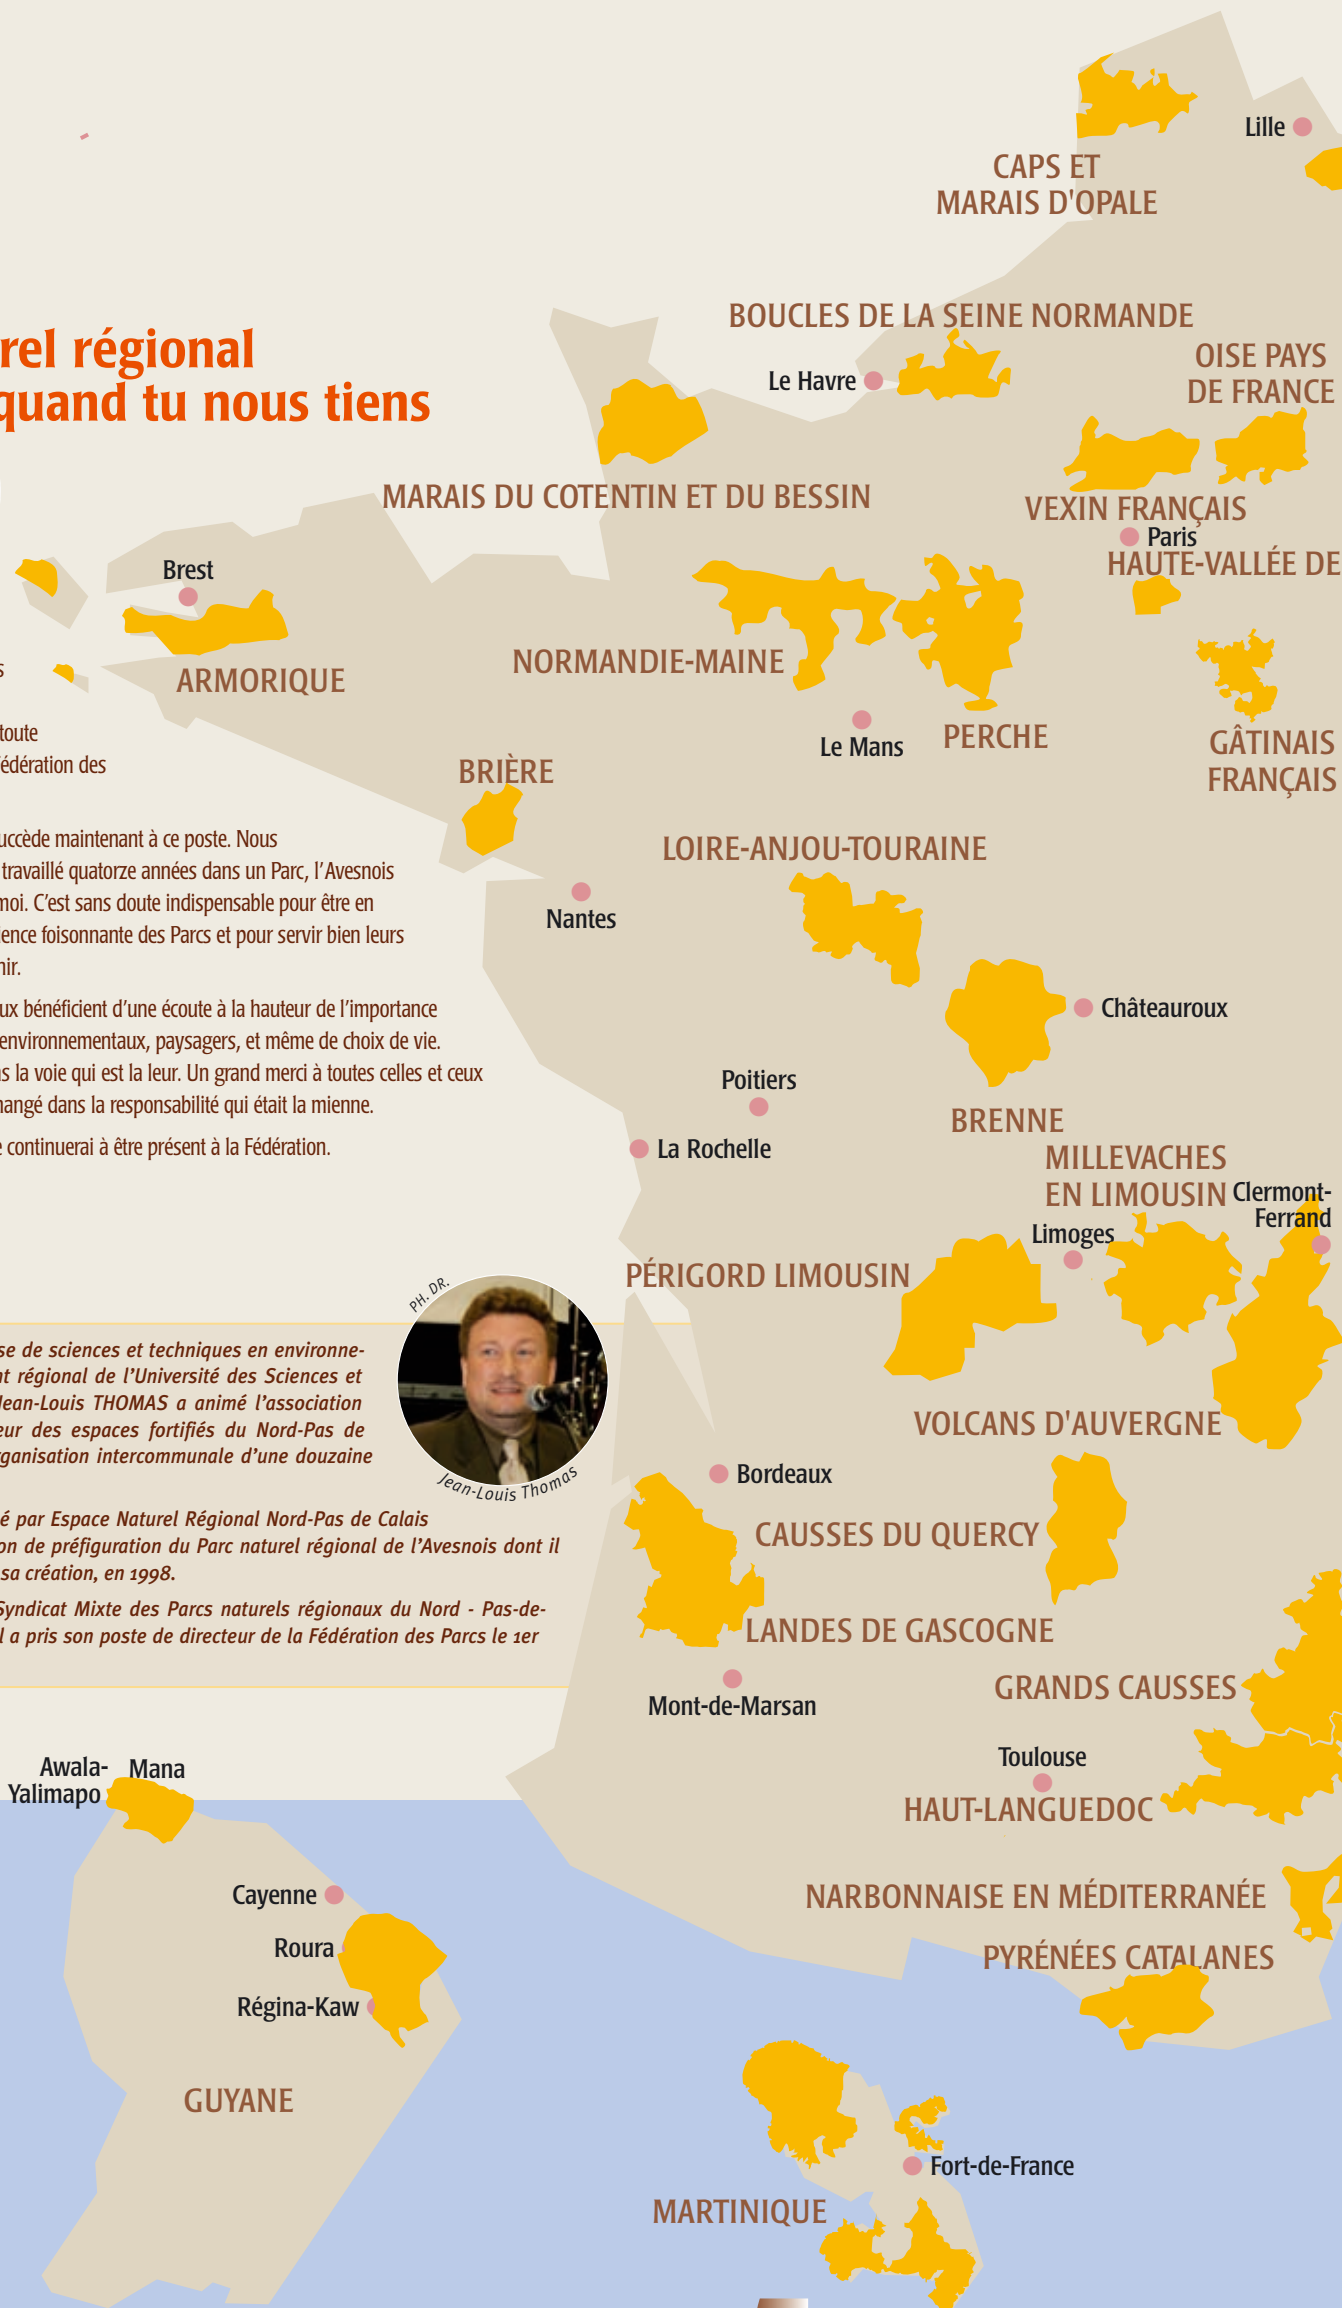 rel régional
quand tu nous tiens
s
toute
édération des
uccède maintenant à ce poste. Nous
travaillé quatorze années dans un Parc, l'Avesnois
moi. C'est sans doute indispensable pour être en
ience foisonnante des Parcs et pour servir bien leurs
nir.
ux bénéficient d'une écoute à la hauteur de l'importance
environnementaux, paysagers, et même de choix de vie.
ns la voie qui est la leur. Un grand merci à toutes celles et ceux
hangé dans la responsabilité qui était la mienne.
e continuerai à être présent à la Fédération.
PH. DR.
se de sciences et techniques en environne-
nt régional de l'Université des Sciences et
Jean-Louis THOMAS a animé l'association
eur des espaces fortifiés du Nord-Pas de
rganisation intercommunale d'une douzaine
Jean-Louis Thomas
é par Espace Naturel Régional Nord-Pas de Calais
on de préfiguration du Parc naturel régional de l'Avesnois dont il
sa création, en 1998.
Syndicat Mixte des Parcs naturels régionaux du Nord - Pas-de-
l a pris son poste de directeur de la Fédération des Parcs le 1er
Lille
CAPS ET
MARAIS D'OPALE
BOUCLES DE LA SEINE NORMANDE
OISE PAYS
DE FRANCE
Le Havre
MARAIS DU COTENTIN ET DU BESSIN
VEXIN FRANÇAIS
Paris
HAUTE-VALLÉE DE
Brest
ARMORIQUE
NORMANDIE-MAINE
PERCHE
Le Mans
GÂTINAIS
FRANÇAIS
BRIÈRE
LOIRE-ANJOU-TOURAINE
Nantes
Châteauroux
Poitiers
BRENNE
La Rochelle
MILLEVACHES
EN LIMOUSIN
Clermont-
Ferrand
Limoges
PÉRIGORD LIMOUSIN
VOLCANS D'AUVERGNE
Bordeaux
CAUSSES DU QUERCY
LANDES DE GASCOGNE
GRANDS CAUSSES
Mont-de-Marsan
Toulouse
HAUT-LANGUEDOC
NARBONNAISE EN MÉDITERRANÉE
PYRÉNÉES CATALANES
Awala-
Yalimapo
Mana
Cayenne
Roura
Régina-Kaw
GUYANE
Fort-de-France
MARTINIQUE